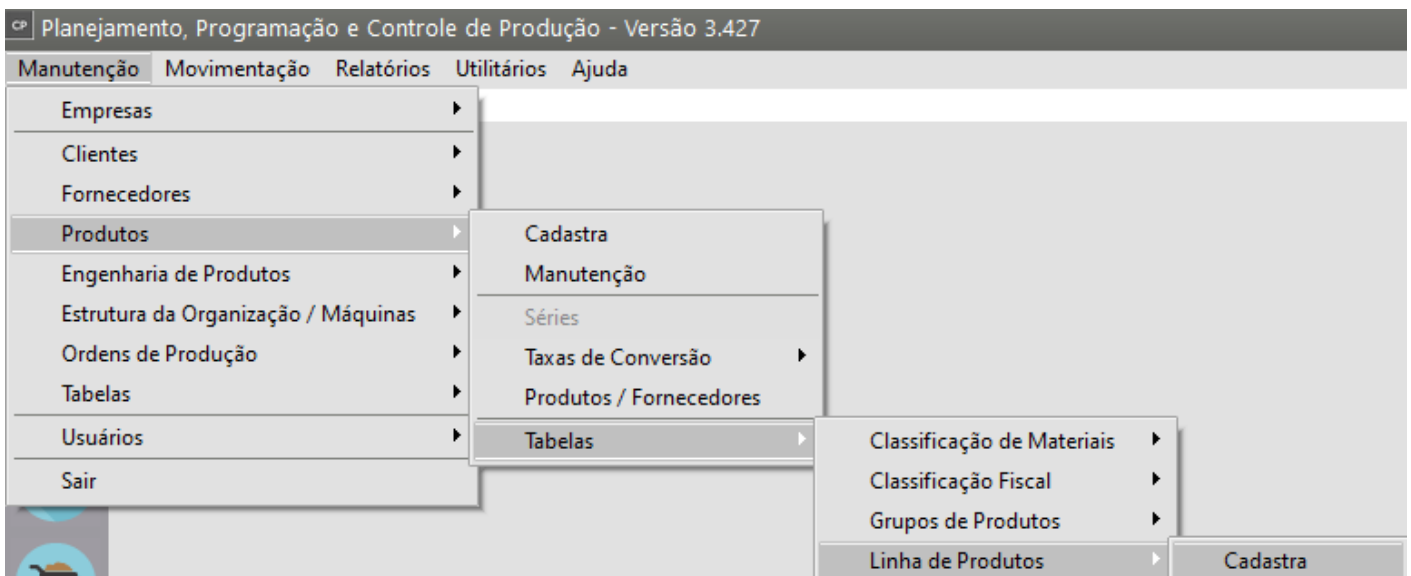 CP Planejamento, Programação e Controle de Produção - Versão 3.427
Manutenção Movimentação Relatórios Utilitários Ajuda
Empresas
Clientes
Fornecedores
Produtos
Engenharia de Produtos
Estrutura da Organização / Máquinas
Ordens de Produção
Tabelas
Usuários
Sair
Cadastra
Manutenção
Séries
Taxas de Conversão
Produtos / Fornecedores
Tabelas
Classificação de Materiais
Classificação Fiscal
Grupos de Produtos
Linha de Produtos
Cadastra